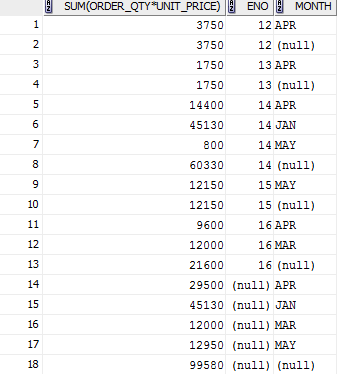 SUM(ORDER_QTY*UNIT_PRICE) ENO MONTH
1 3750 12 APR
2 3750 12 (null)
3 1750 13 APR
4 1750 13 (null)
5 14400 14 APR
6 45130 14 JAN
7 800 14 MAY
8 60330 14 (null)
9 12150 15 MAY
10 12150 15 (null)
11 9600 16 APR
12 12000 16 MAR
13 21600 16 (null)
14 29500 (null) APR
15 45130 (null) JAN
16 12000 (null) MAR
17 12950 (null) MAY
18 99580 (null) (null)